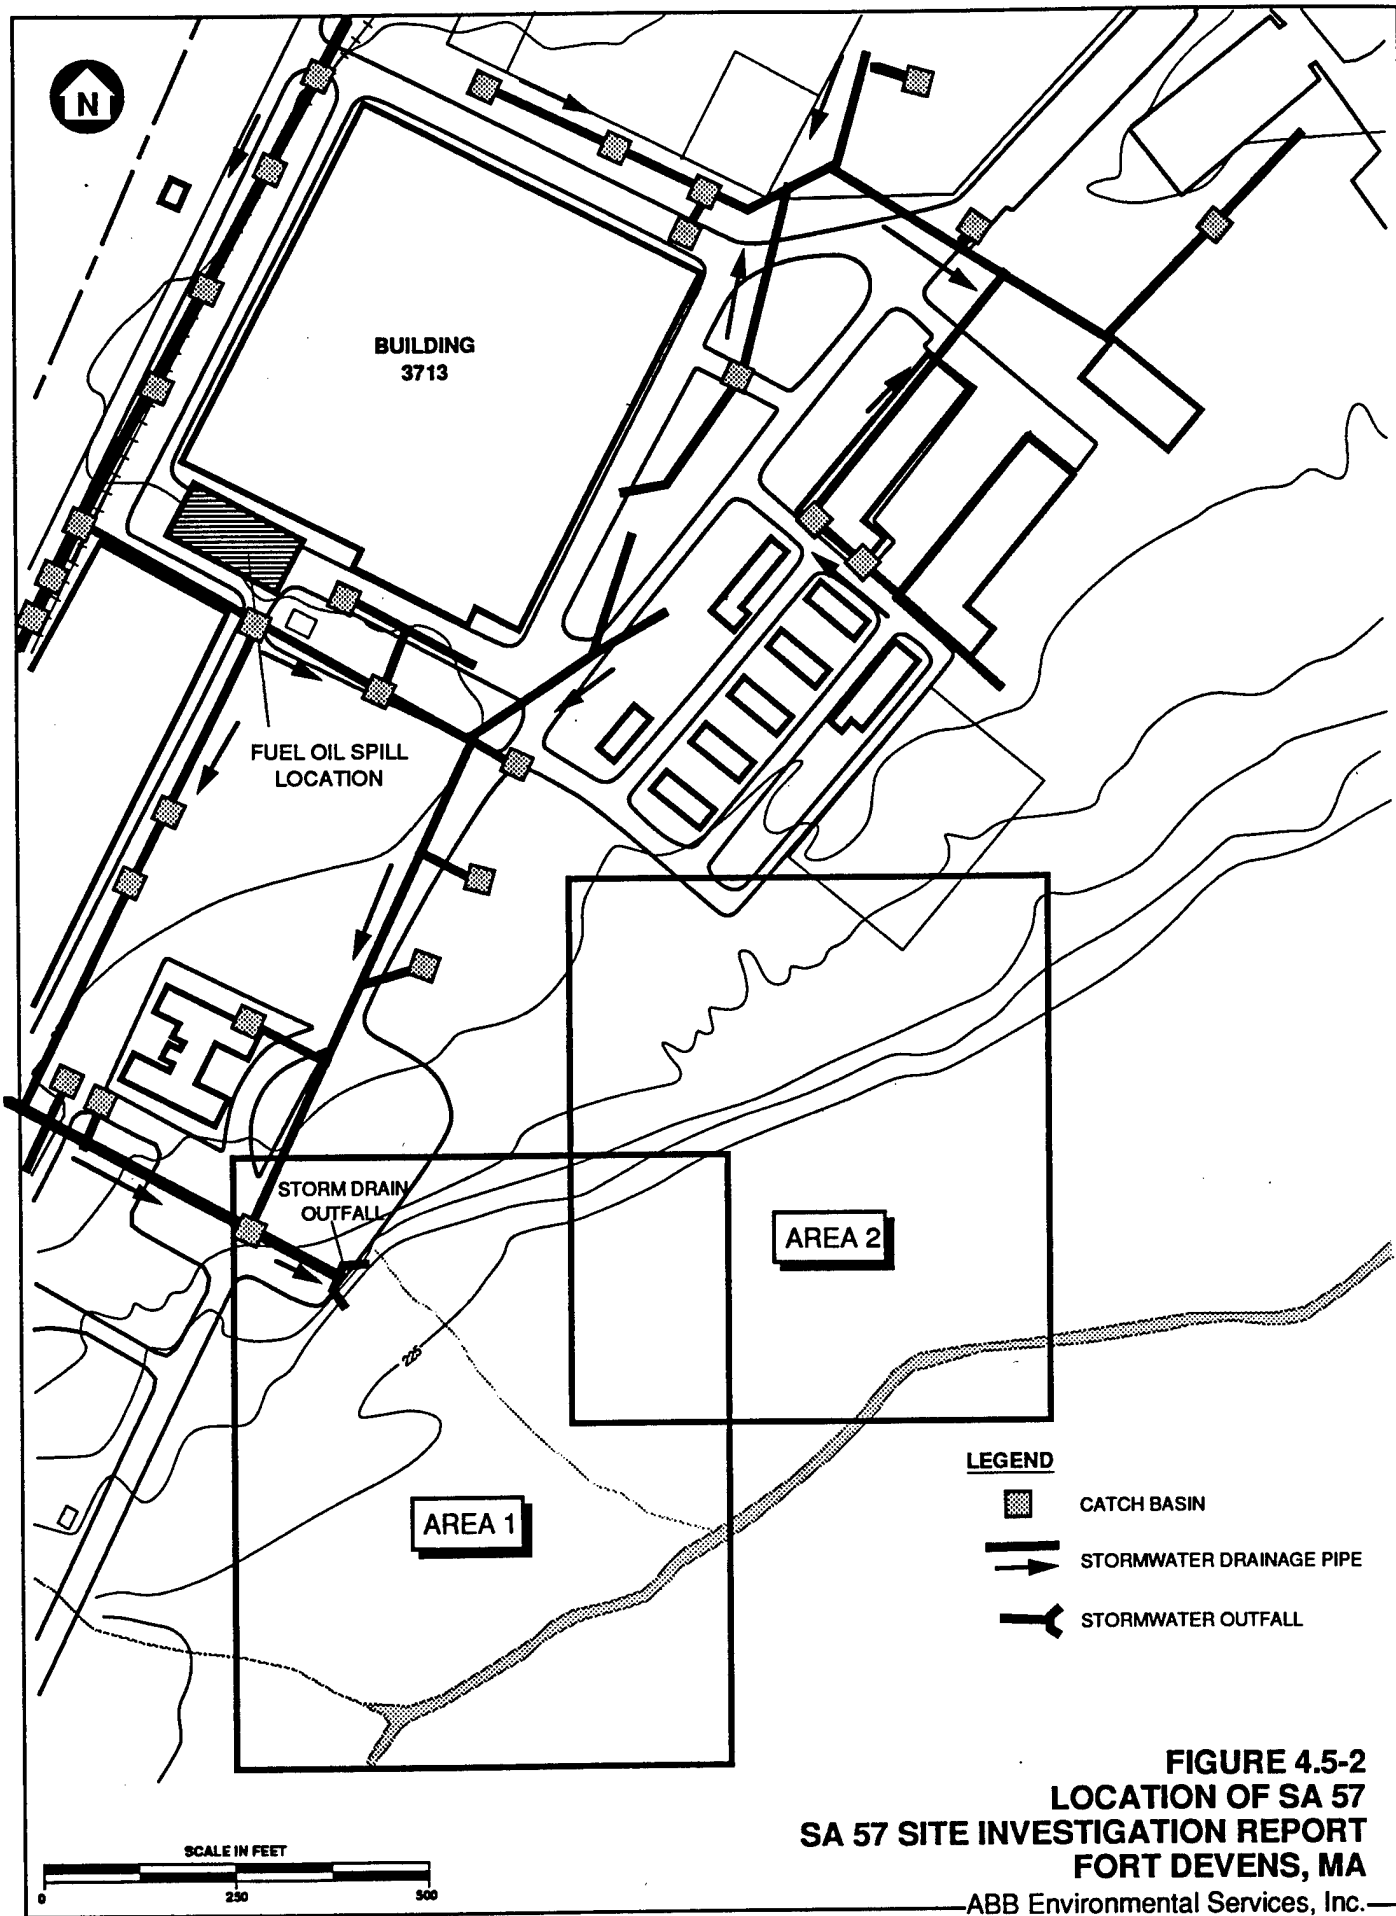 N
BUILDING
3713
FUEL OIL SPILL
LOCATION
STORM DRAIN
OUTFALL
AREA 2
225
AREA 1
LEGEND
CATCH BASIN
STORMWATER DRAINAGE PIPE
STORMWATER OUTFALL
FIGURE 4.5-2
LOCATION OF SA 57
SA 57 SITE INVESTIGATION REPORT
FORT DEVENS, MA
ABB Environmental Services, Inc.
SCALE IN FEET
0 250 500